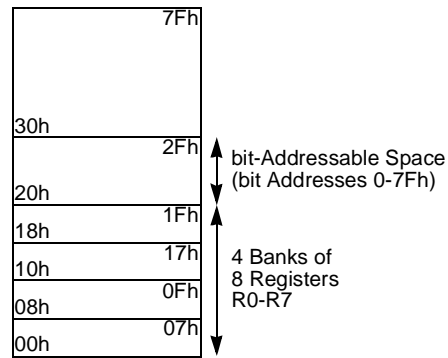 7Fh
30h
2Fh
bit-Addressable Space
(bit Addresses 0-7Fh)
20h
1Fh
18h
17h
4 Banks of
8 Registers
R0-R7
10h
0Fh
08h
07h
00h